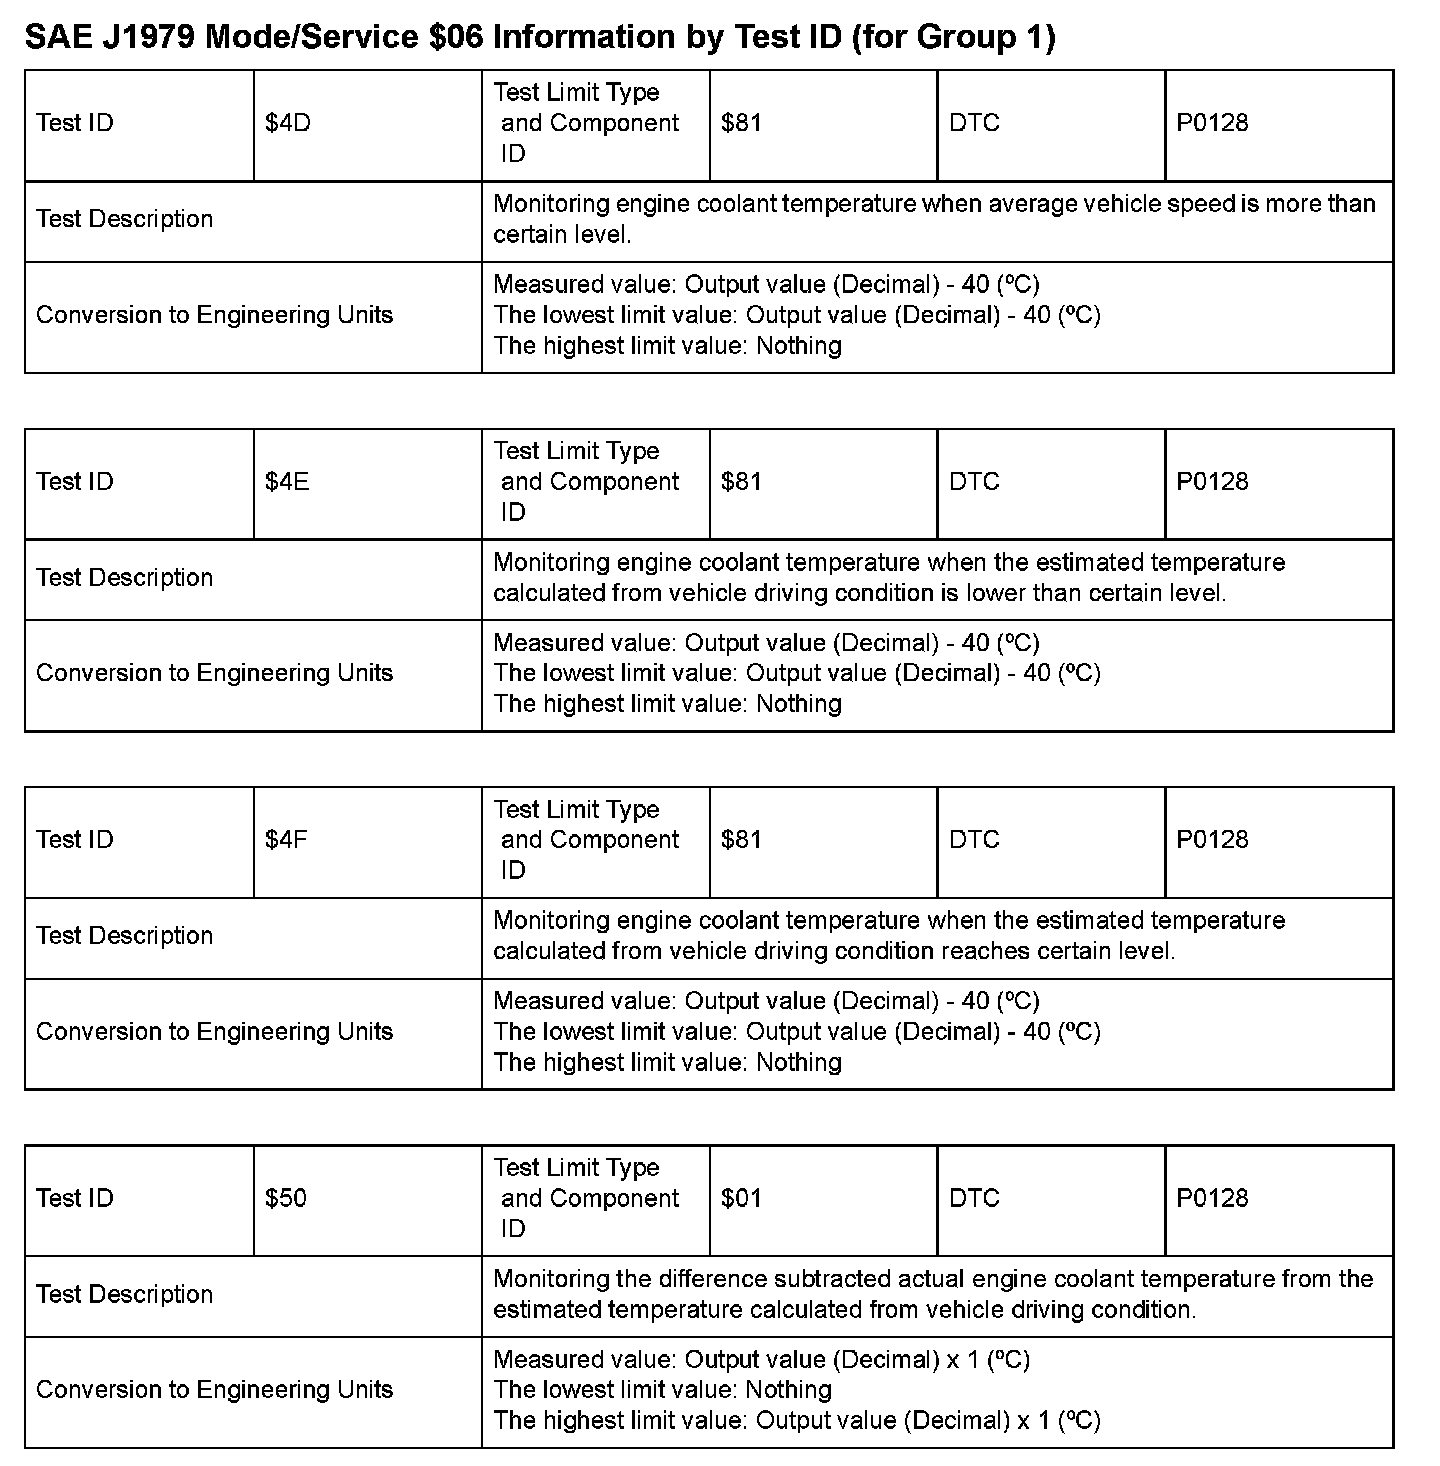 SAE J1979 Mode/Service $06 Information by Test ID (for Group 1)
Test ID
$4D
Test Limit Type
and Component
ID
$81
DTC
P0128
Test Description
Monitoring engine coolant temperature when average vehicle speed is more than
certain level.
Conversion to Engineering Units
Measured value: Output value (Decimal) - 40 (ºC)
The lowest limit value: Output value (Decimal) - 40 (ºC)
The highest limit value: Nothing
Test ID
$4E
Test Limit Type
and Component
ID
$81
DTC
P0128
Test Description
Monitoring engine coolant temperature when the estimated temperature
calculated from vehicle driving condition is lower than certain level.
Conversion to Engineering Units
Measured value: Output value (Decimal) - 40 (ºC)
The lowest limit value: Output value (Decimal) - 40 (ºC)
The highest limit value: Nothing
Test ID
$4F
Test Limit Type
and Component
ID
$81
DTC
P0128
Test Description
Monitoring engine coolant temperature when the estimated temperature
calculated from vehicle driving condition reaches certain level.
Conversion to Engineering Units
Measured value: Output value (Decimal) - 40 (ºC)
The lowest limit value: Output value (Decimal) - 40 (ºC)
The highest limit value: Nothing
Test ID
$50
Test Limit Type
and Component
ID
$01
DTC
P0128
Test Description
Monitoring the difference subtracted actual engine coolant temperature from the
estimated temperature calculated from vehicle driving condition.
Conversion to Engineering Units
Measured value: Output value (Decimal) x 1 (ºC)
The lowest limit value: Nothing
The highest limit value: Output value (Decimal) x 1 (ºC)